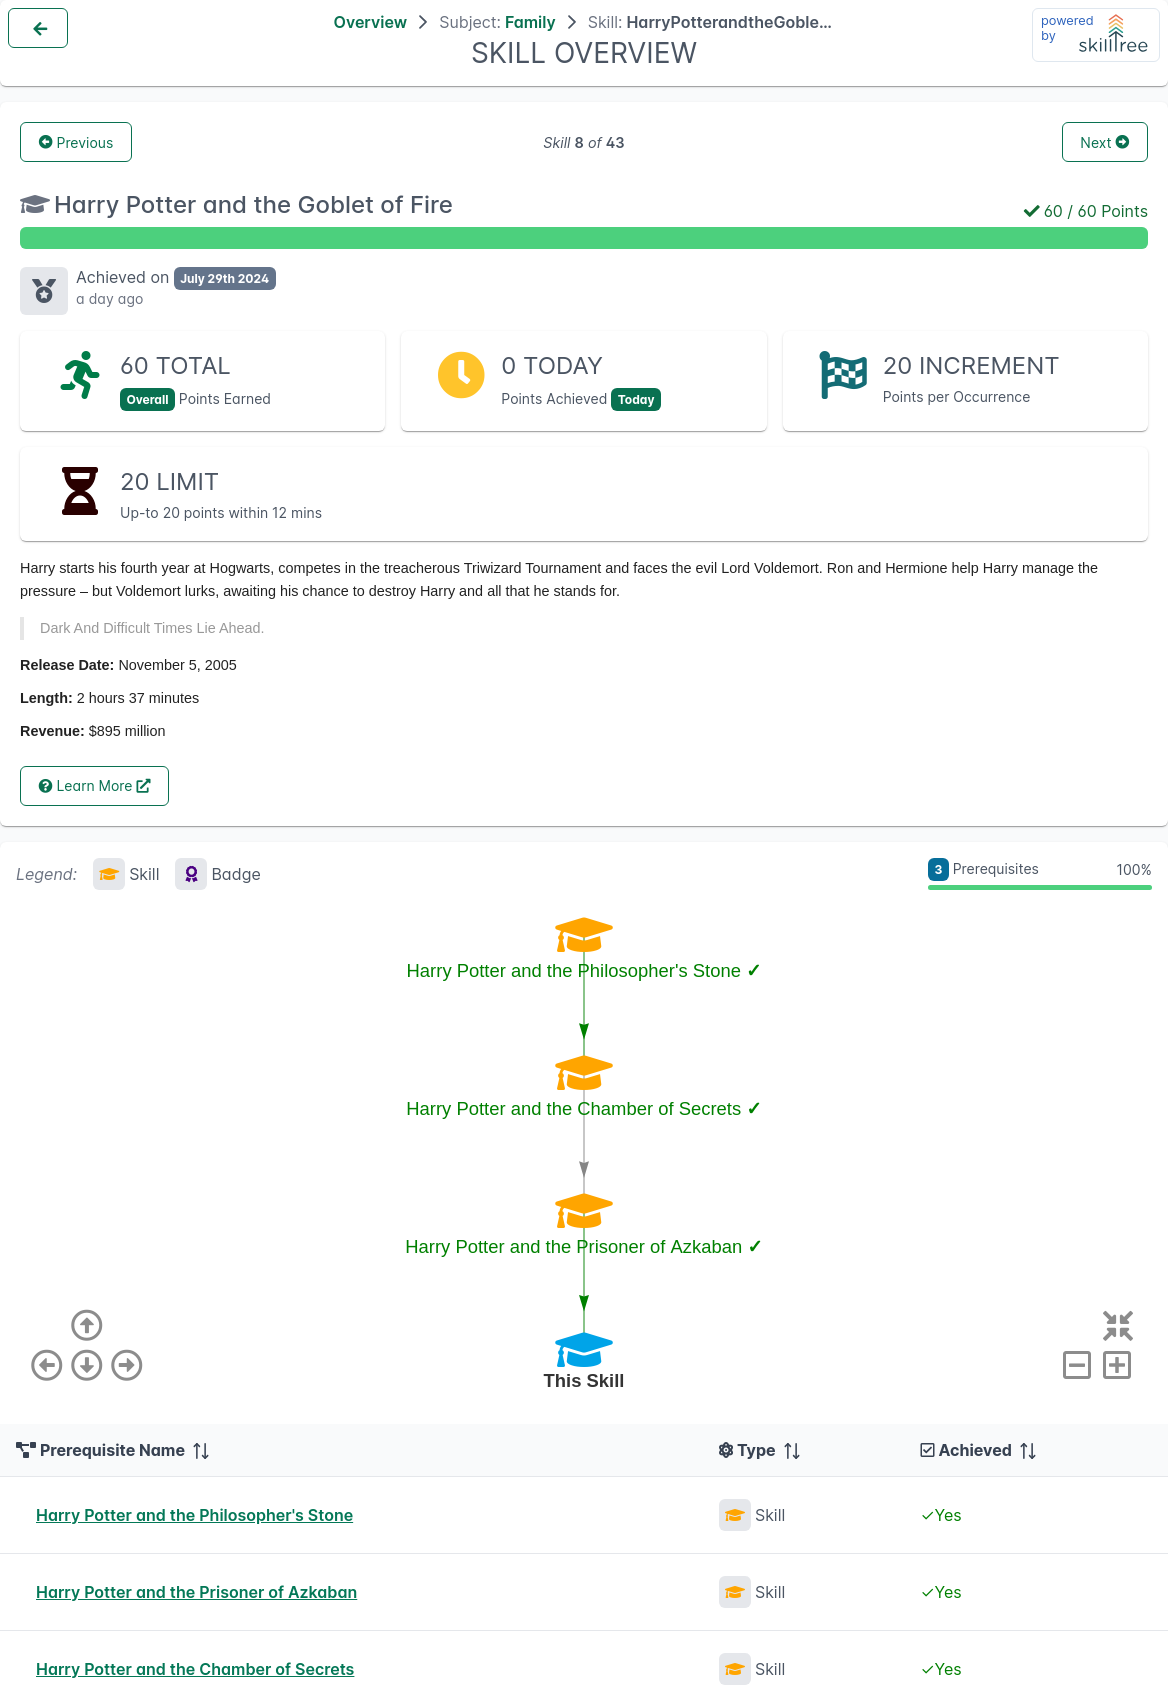 Overview > Subject: Family > Skill: HarryPotterandtheGoble...
SKILL OVERVIEW
powered by skilltree
Previous
Skill 8 of 43
Next
Harry Potter and the Goblet of Fire
60 / 60 Points
Achieved on July 29th 2024
a day ago
60 TOTAL
Overall Points Earned
0 TODAY
Points Achieved Today
20 INCREMENT
Points per Occurrence
20 LIMIT
Up-to 20 points within 12 mins
Harry starts his fourth year at Hogwarts, competes in the treacherous Triwizard Tournament and faces the evil Lord Voldemort. Ron and Hermione help Harry manage the
pressure – but Voldemort lurks, awaiting his chance to destroy Harry and all that he stands for.
Dark And Difficult Times Lie Ahead.
Release Date: November 5, 2005
Length: 2 hours 37 minutes
Revenue: $895 million
Learn More
Legend: Skill Badge
3 Prerequisites 100%
Harry Potter and the Philosopher's Stone ✓
Harry Potter and the Chamber of Secrets ✓
Harry Potter and the Prisoner of Azkaban ✓
This Skill
Prerequisite Name Type Achieved
Harry Potter and the Philosopher's Stone Skill ✓Yes
Harry Potter and the Prisoner of Azkaban Skill ✓Yes
Harry Potter and the Chamber of Secrets Skill ✓Yes